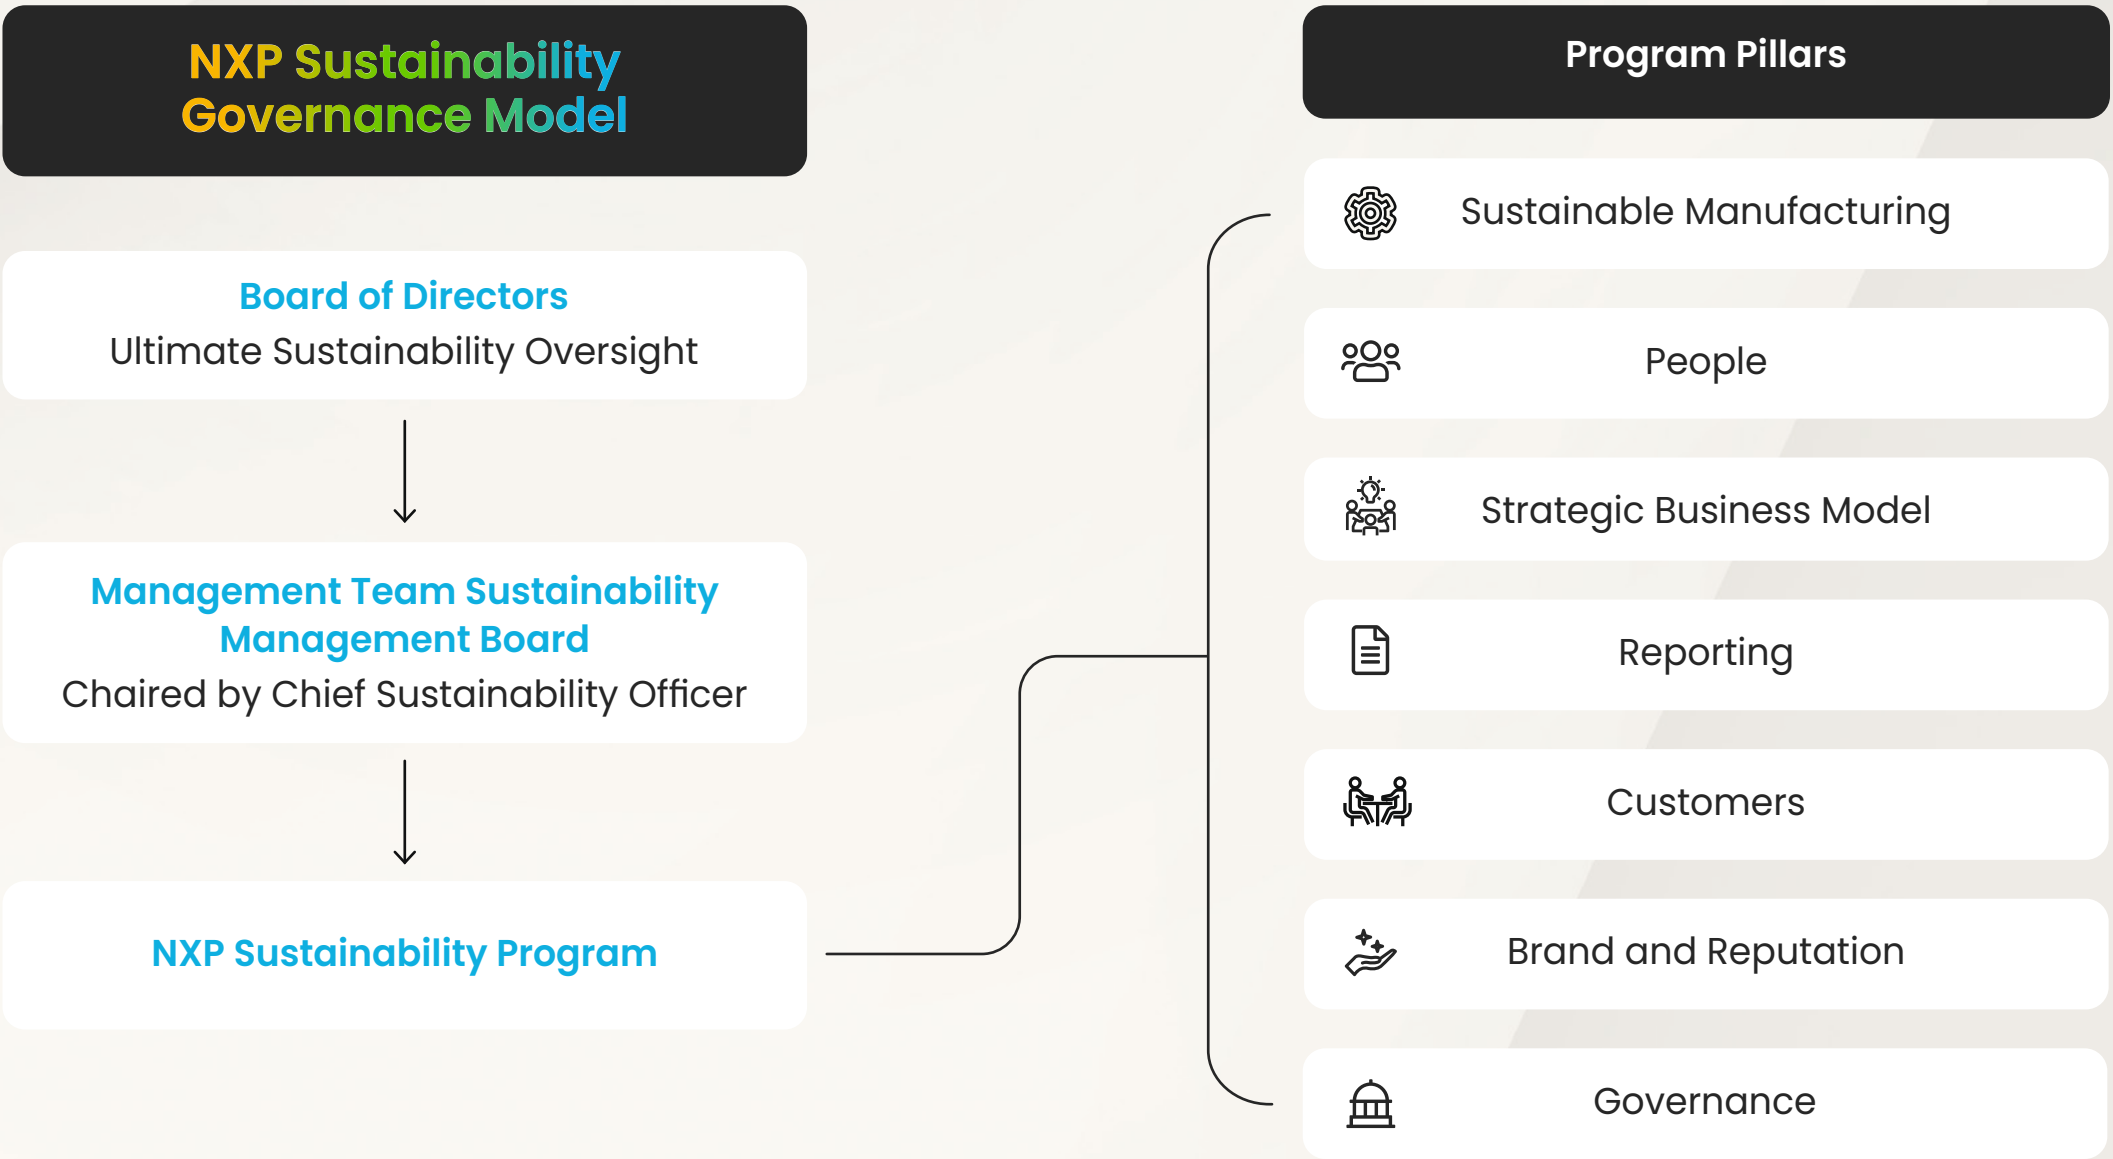 NXP Sustainability
Governance Model
Board of Directors
Ultimate Sustainability Oversight
Management Team Sustainability
Management Board
Chaired by Chief Sustainability Officer
NXP Sustainability Program
Program Pillars
Sustainable Manufacturing
People
Strategic Business Model
Reporting
Customers
Brand and Reputation
Governance